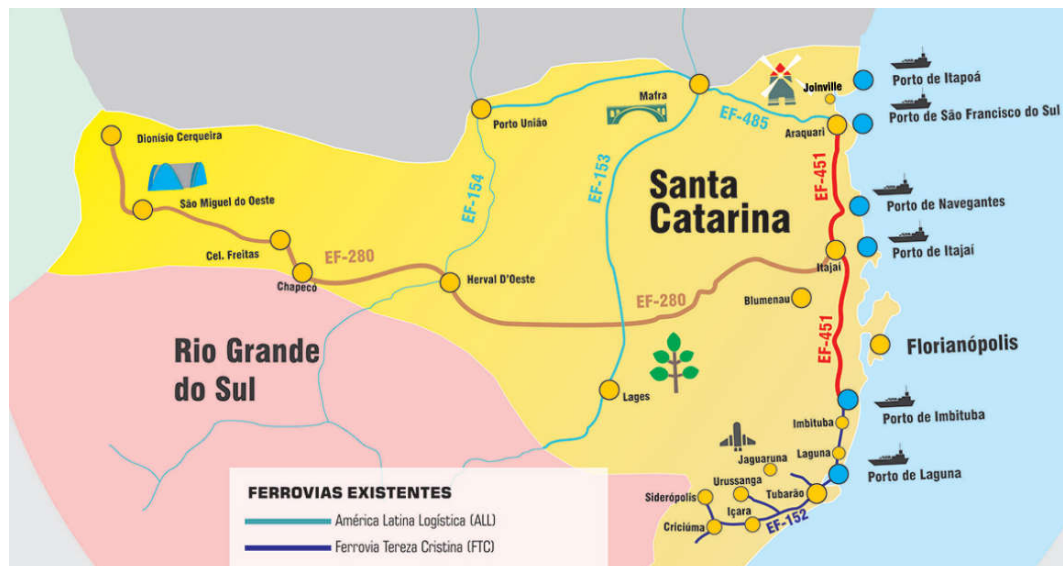 Porto de Itapoá
Joinville
Mafra
Porto de São Francisco do Sul
Porto União
EF-485
Araquari
Dionísio Cerqueira
EF-153
EF-451
Santa
Catarina
EF-154
São Miguel do Oeste
Porto de Navegantes
Cel. Freitas
EF-280
Porto de Itajaí
Itajaí
Chapecó
Herval D'Oeste
EF-280
Blumenau
Rio Grande
do Sul
EF-451
Florianópolis
Lages
Porto de Imbituba
Imbituba
Laguna
Jaguaruna
Porto de Laguna
Urussanga
Siderópolis
Tubarão
Içara
Criciúma
EF-152
FERROVIAS EXISTENTES
América Latina Logística (ALL)
Ferrovia Tereza Cristina (FTC)